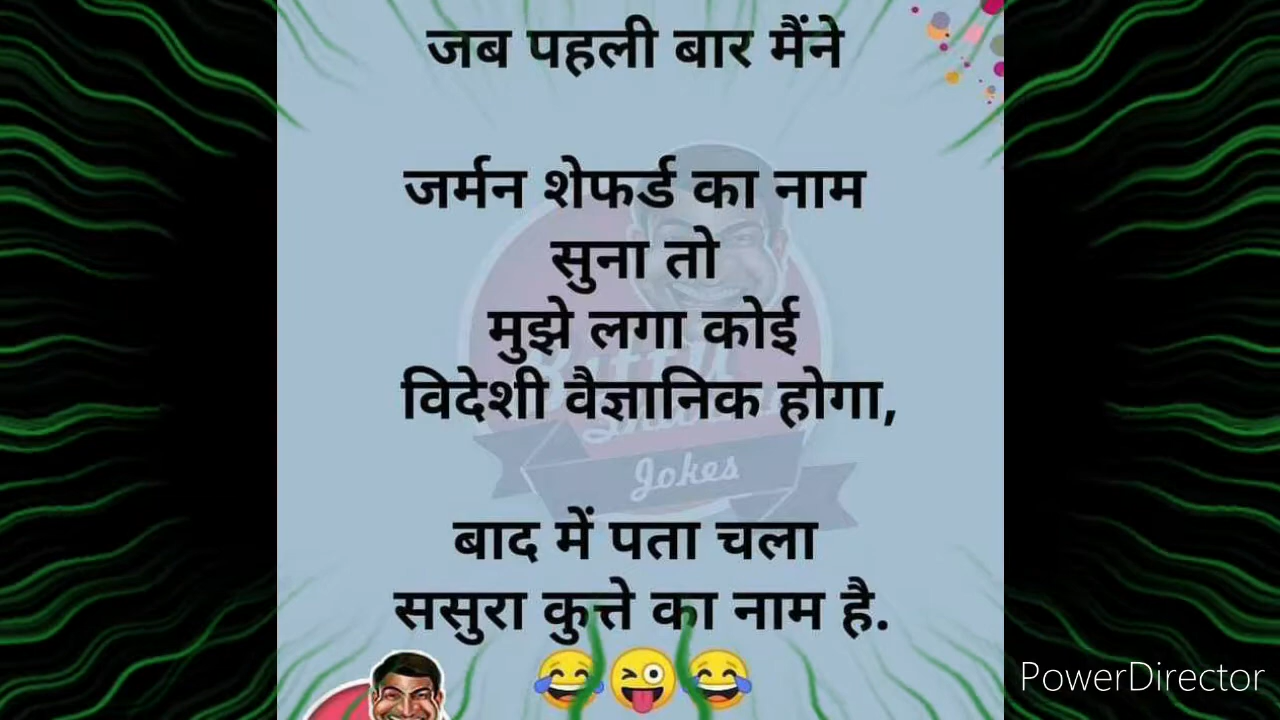 जब पहली बार मैंने
जर्मन शेफर्ड का नाम
सुना तो
मुझे लगा कोई
विदेशी वैज्ञानिक होगा,
Jokes
बाद में पता चला
ससुरा कुत्ते का नाम है.
PowerDirector